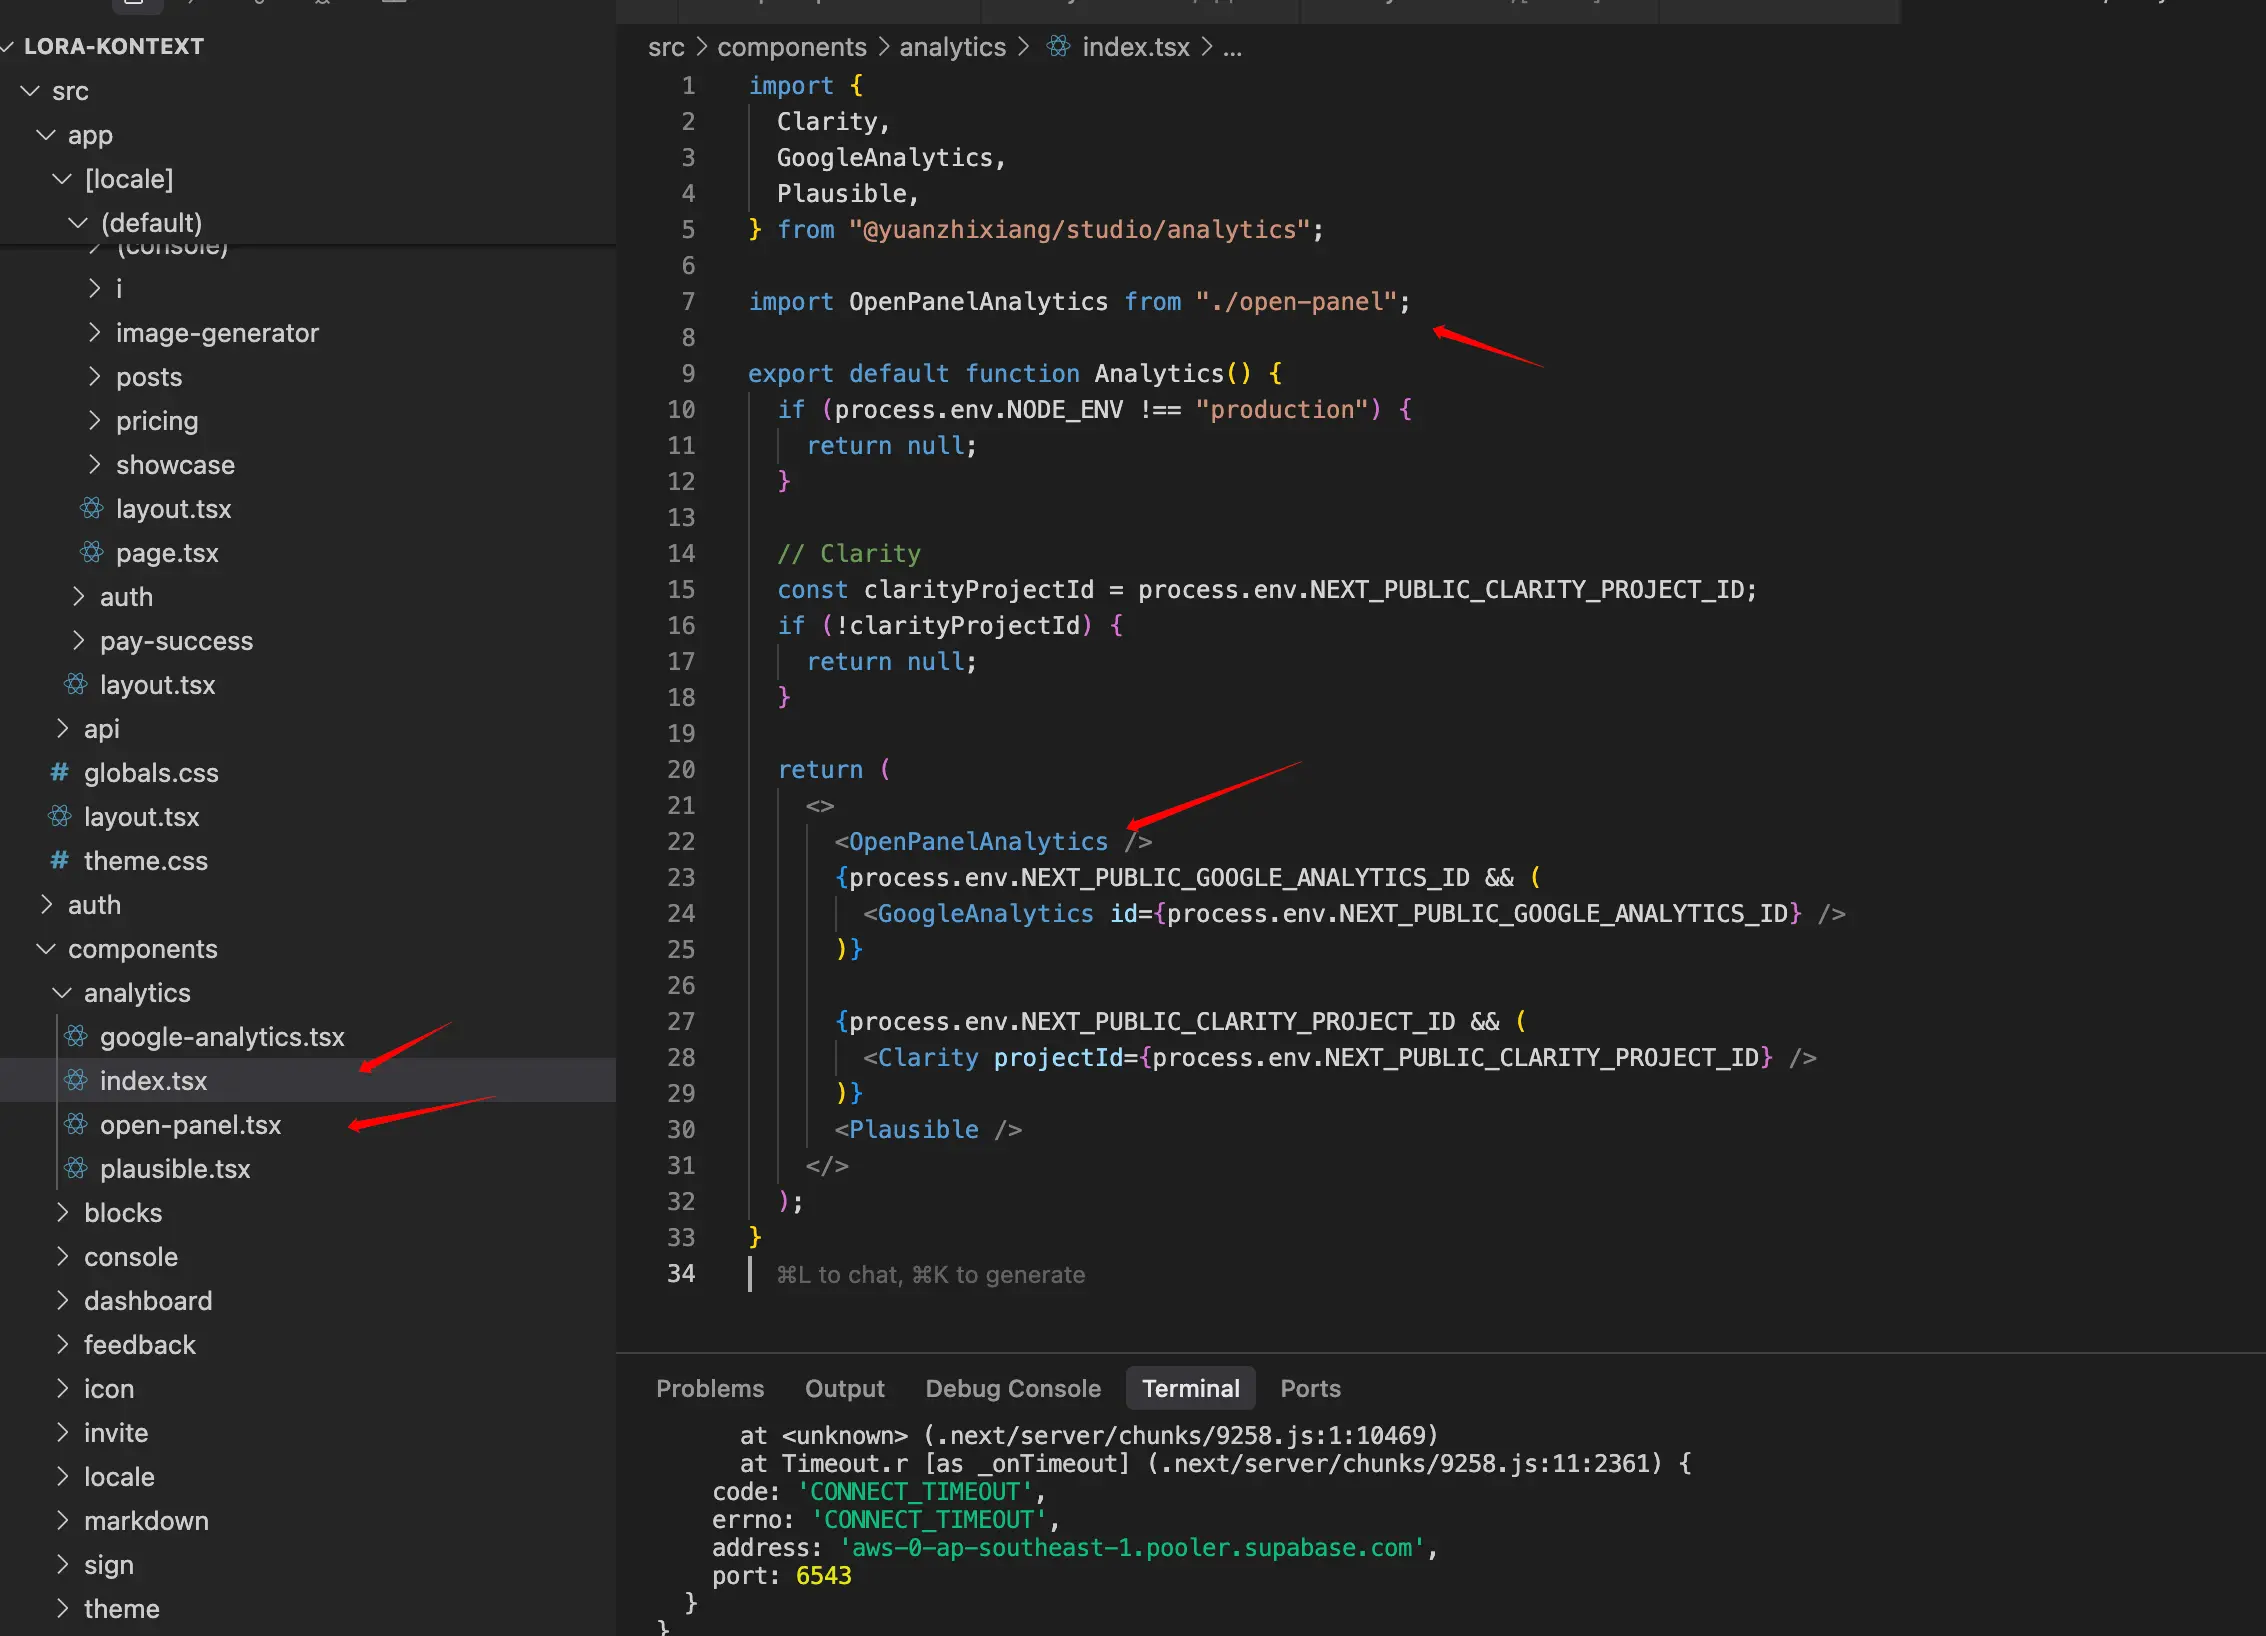 LORA-KONTEXT
src
app
[locale]
(default)
(console)
i
image-generator
posts
pricing
showcase
layout.tsx
page.tsx
auth
pay-success
layout.tsx
api
# globals.css
layout.tsx
# theme.css
auth
components
analytics
google-analytics.tsx
index.tsx
open-panel.tsx
plausible.tsx
blocks
console
dashboard
feedback
icon
invite
locale
markdown
sign
theme
src > components > analytics > index.tsx > ...
1 import {
2 Clarity,
3 GoogleAnalytics,
4 Plausible,
5 } from "@yuanzhixiang/studio/analytics";
6
7 import OpenPanelAnalytics from "./open-panel";
8
9 export default function Analytics() {
10 if (process.env.NODE_ENV !== "production") {
11 return null;
12 }
13
14 // Clarity
15 const clarityProjectId = process.env.NEXT_PUBLIC_CLARITY_PROJECT_ID;
16 if (!clarityProjectId) {
17 return null;
18 }
19
20 return (
21 <>
22 <OpenPanelAnalytics />
23 {process.env.NEXT_PUBLIC_GOOGLE_ANALYTICS_ID && (
24 <GoogleAnalytics id={process.env.NEXT_PUBLIC_GOOGLE_ANALYTICS_ID} />
25 )}
26
27 {process.env.NEXT_PUBLIC_CLARITY_PROJECT_ID && (
28 <Clarity projectId={process.env.NEXT_PUBLIC_CLARITY_PROJECT_ID} />
29 )}
30 <Plausible />
31 </>
32 );
33 }
34 ⌘L to chat, ⌘K to generate
Problems Output Debug Console Terminal Ports
at <unknown> (.next/server/chunks/9258.js:1:10469)
at Timeout.r [as _onTimeout] (.next/server/chunks/9258.js:11:2361) {
code: 'CONNECT_TIMEOUT',
errno: 'CONNECT_TIMEOUT',
address: 'aws-0-ap-southeast-1.pooler.supabase.com',
port: 6543
}
}